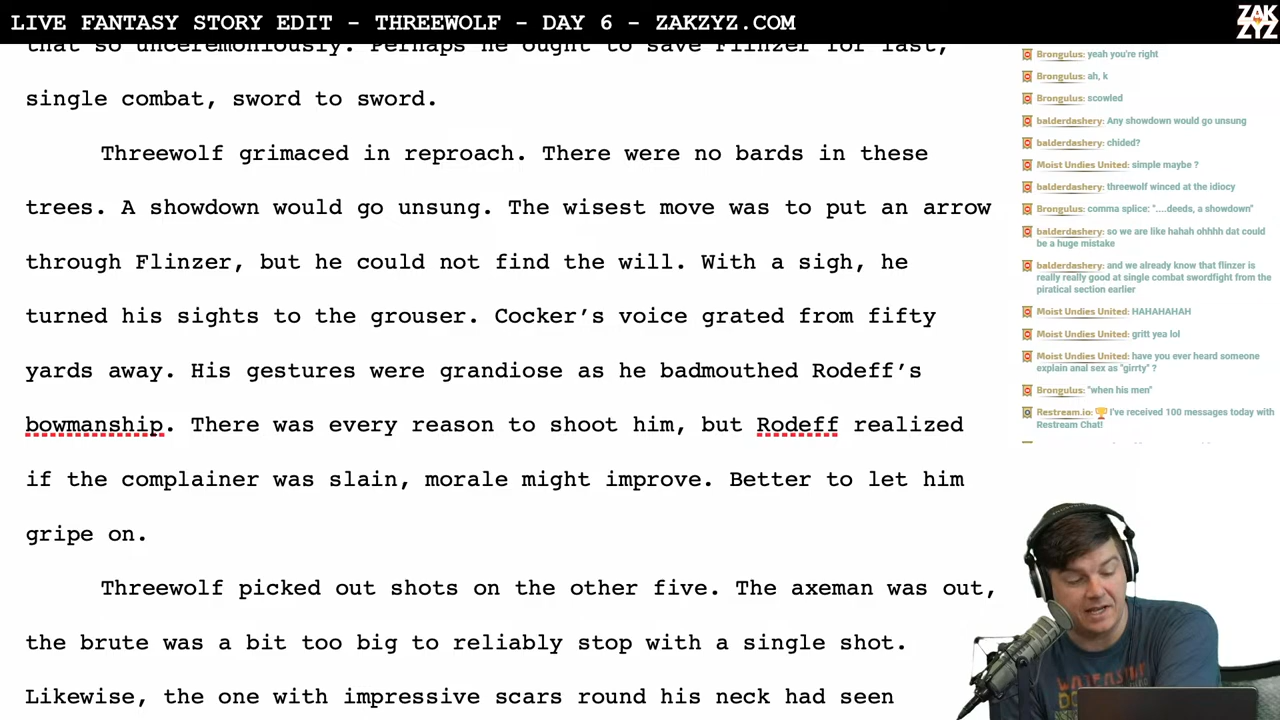 LIVE FANTASY STORY EDIT - THREEWOLF - DAY 6 - ZAKZYZ.COM
ZAK
ZYZ
that so unceremoniously. Perhaps he ought to save Flinzer for last,
single combat, sword to sword.
Threewolf grimaced in reproach. There were no bards in these
trees. A showdown would go unsung. The wisest move was to put an arrow
through Flinzer, but he could not find the will. With a sigh, he
turned his sights to the grouser. Cocker’s voice grated from fifty
yards away. His gestures were grandiose as he badmouthed Rodeff’s
bowmanship. There was every reason to shoot him, but Rodeff realized
if the complainer was slain, morale might improve. Better to let him
gripe on.
Threewolf picked out shots on the other five. The axeman was out,
the brute was a bit too big to reliably stop with a single shot.
Likewise, the one with impressive scars round his neck had seen
Brongulus: yeah you're right
Brongulus: ah, k
Brongulus: scowled
balderdashery: Any showdown would go unsung
balderdashery: chided?
Moist Undies United: simple maybe ?
balderdashery: threewolf winced at the idiocy
Brongulus: comma splice: "....deeds, a showdown"
balderdashery: so we are like hahah ohhhh dat could
be a huge mistake
balderdashery: and we already know that flinzer is
really really good at single combat swordfight from the
piratical section earlier
Moist Undies United: HAHAHAHAH
Moist Undies United: gritt yea lol
Moist Undies United: have you ever heard someone
explain anal sex as "girrty" ?
Brongulus: "when his men"
Restream.io: 🏆 I've received 100 messages today with
Restream Chat!